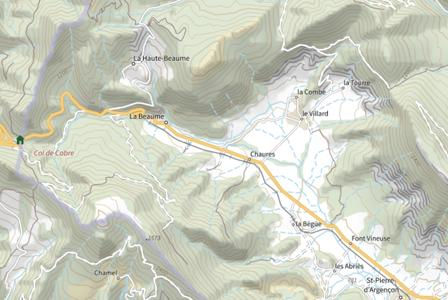 La Haute-Beaume
la Tourre
la Combe
le Villard
La Beaume
Col de Cabre
Chaures
la Bègue
Font Vineuse
les Abriès
Chamel
St-Pierre
d'Argençon